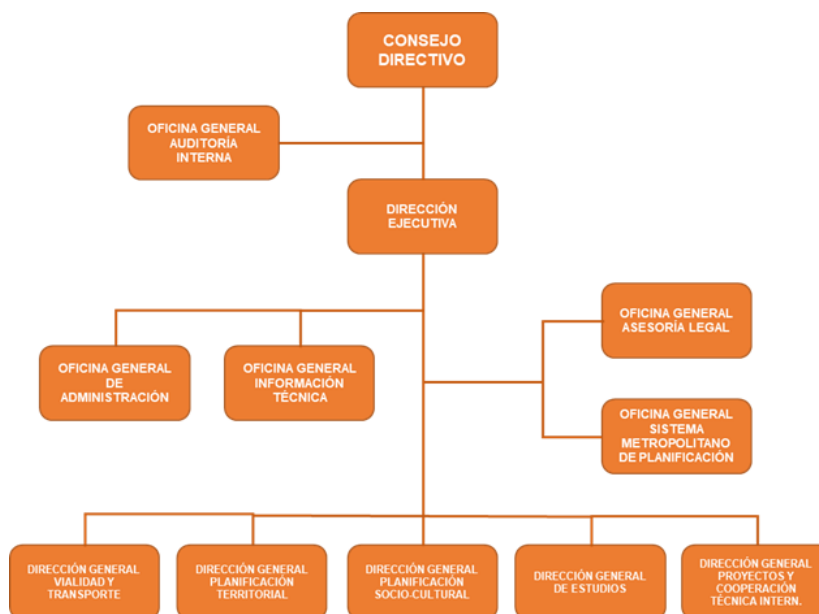 CONSEJO
DIRECTIVO
OFICINA GENERAL
AUDITORÍA
INTERNA
DIRECCIÓN
EJECUTIVA
OFICINA GENERAL
ASESORÍA LEGAL
OFICINA GENERAL
DE
ADMINISTRACIÓN
OFICINA GENERAL
INFORMACIÓN
TÉCNICA
OFICINA GENERAL
SISTEMA
METROPOLITANO
DE PLANIFICACIÓN
DIRECCIÓN GENERAL
VIALIDAD Y
TRANSPORTE
DIRECCIÓN GENERAL
PLANIFICACIÓN
TERRITORIAL
DIRECCIÓN GENERAL
PLANIFICACIÓN
SOCIO-CULTURAL
DIRECCIÓN GENERAL
DE ESTUDIOS
DIRECCIÓN GENERAL
PROYECTOS Y
COOPERACIÓN
TÉCNICA INTERN.